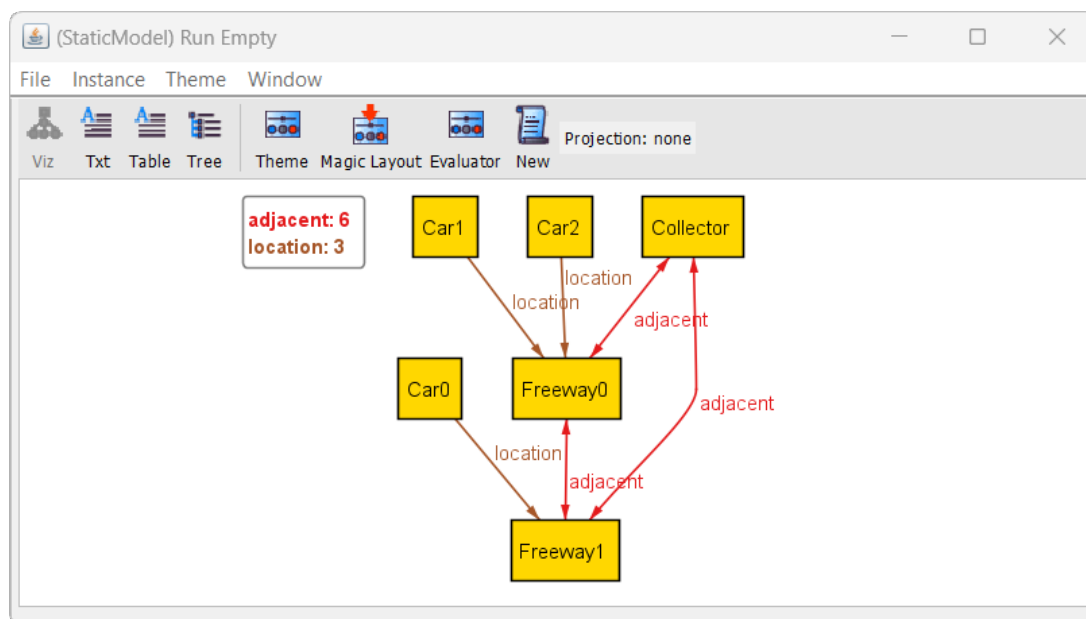 (StaticModel) Run Empty
File Instance Theme Window
Viz Txt Table Tree Theme Magic Layout Evaluator New Projection: none
adjacent: 6
location: 3
Car1 Car2 Collector
location
location
adjacent
Car0 Freeway0
adjacent
location
adjacent
Freeway1